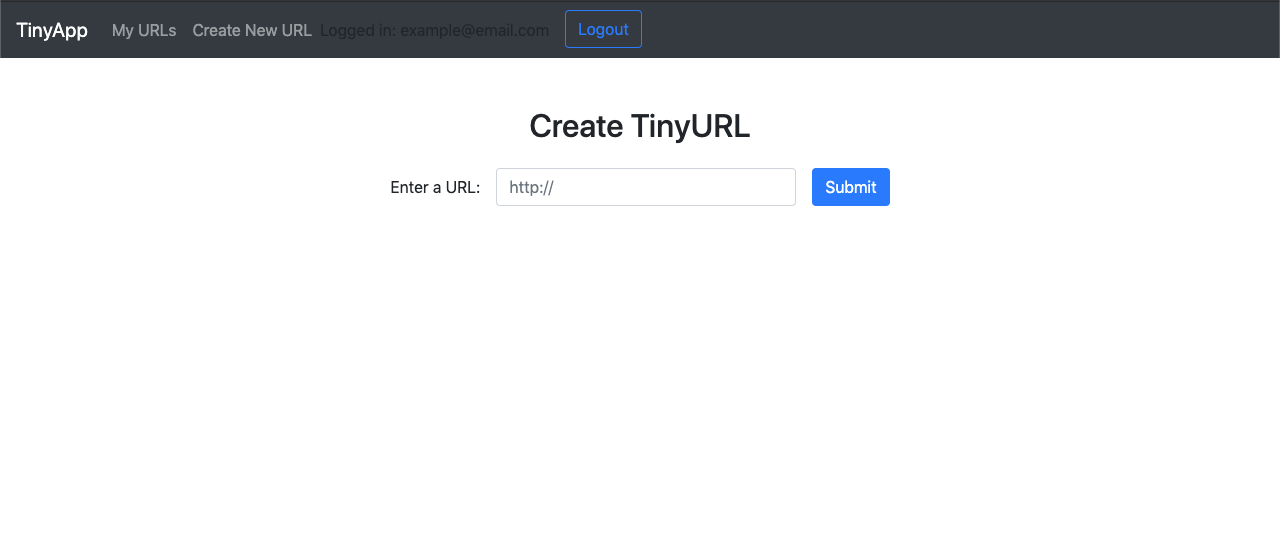 TinyApp My URLs Create New URL Logged in: example@email.com Logout
Create TinyURL
Enter a URL: http:// Submit